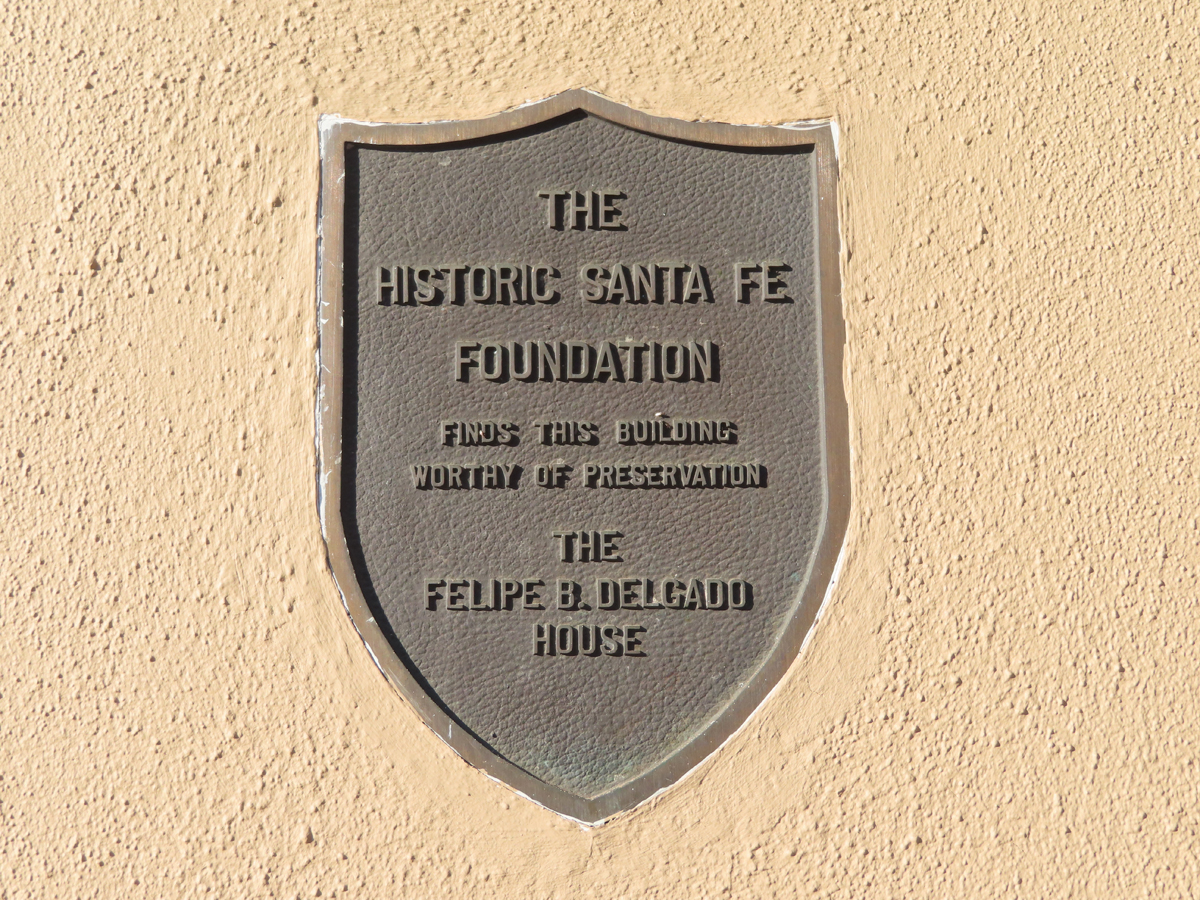 THE
HISTORIC SANTA FE
FOUNDATION
FINDS THIS BUILDING
WORTHY OF PRESERVATION
THE
FELIPE B. DELGADO
HOUSE